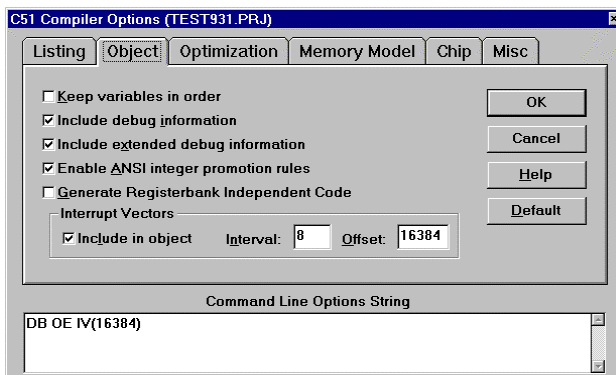 C51 Compiler Options (TEST931.PRJ)
Listing Object Optimization Memory Model Chip Misc
Keep variables in order
Include debug information
Include extended debug information
Enable ANSI integer promotion rules
Generate Registerbank Independent Code
Interrupt Vectors
Include in object Interval: 8 Offset: 16384
OK
Cancel
Help
Default
Command Line Options String
DB OE IV(16384)